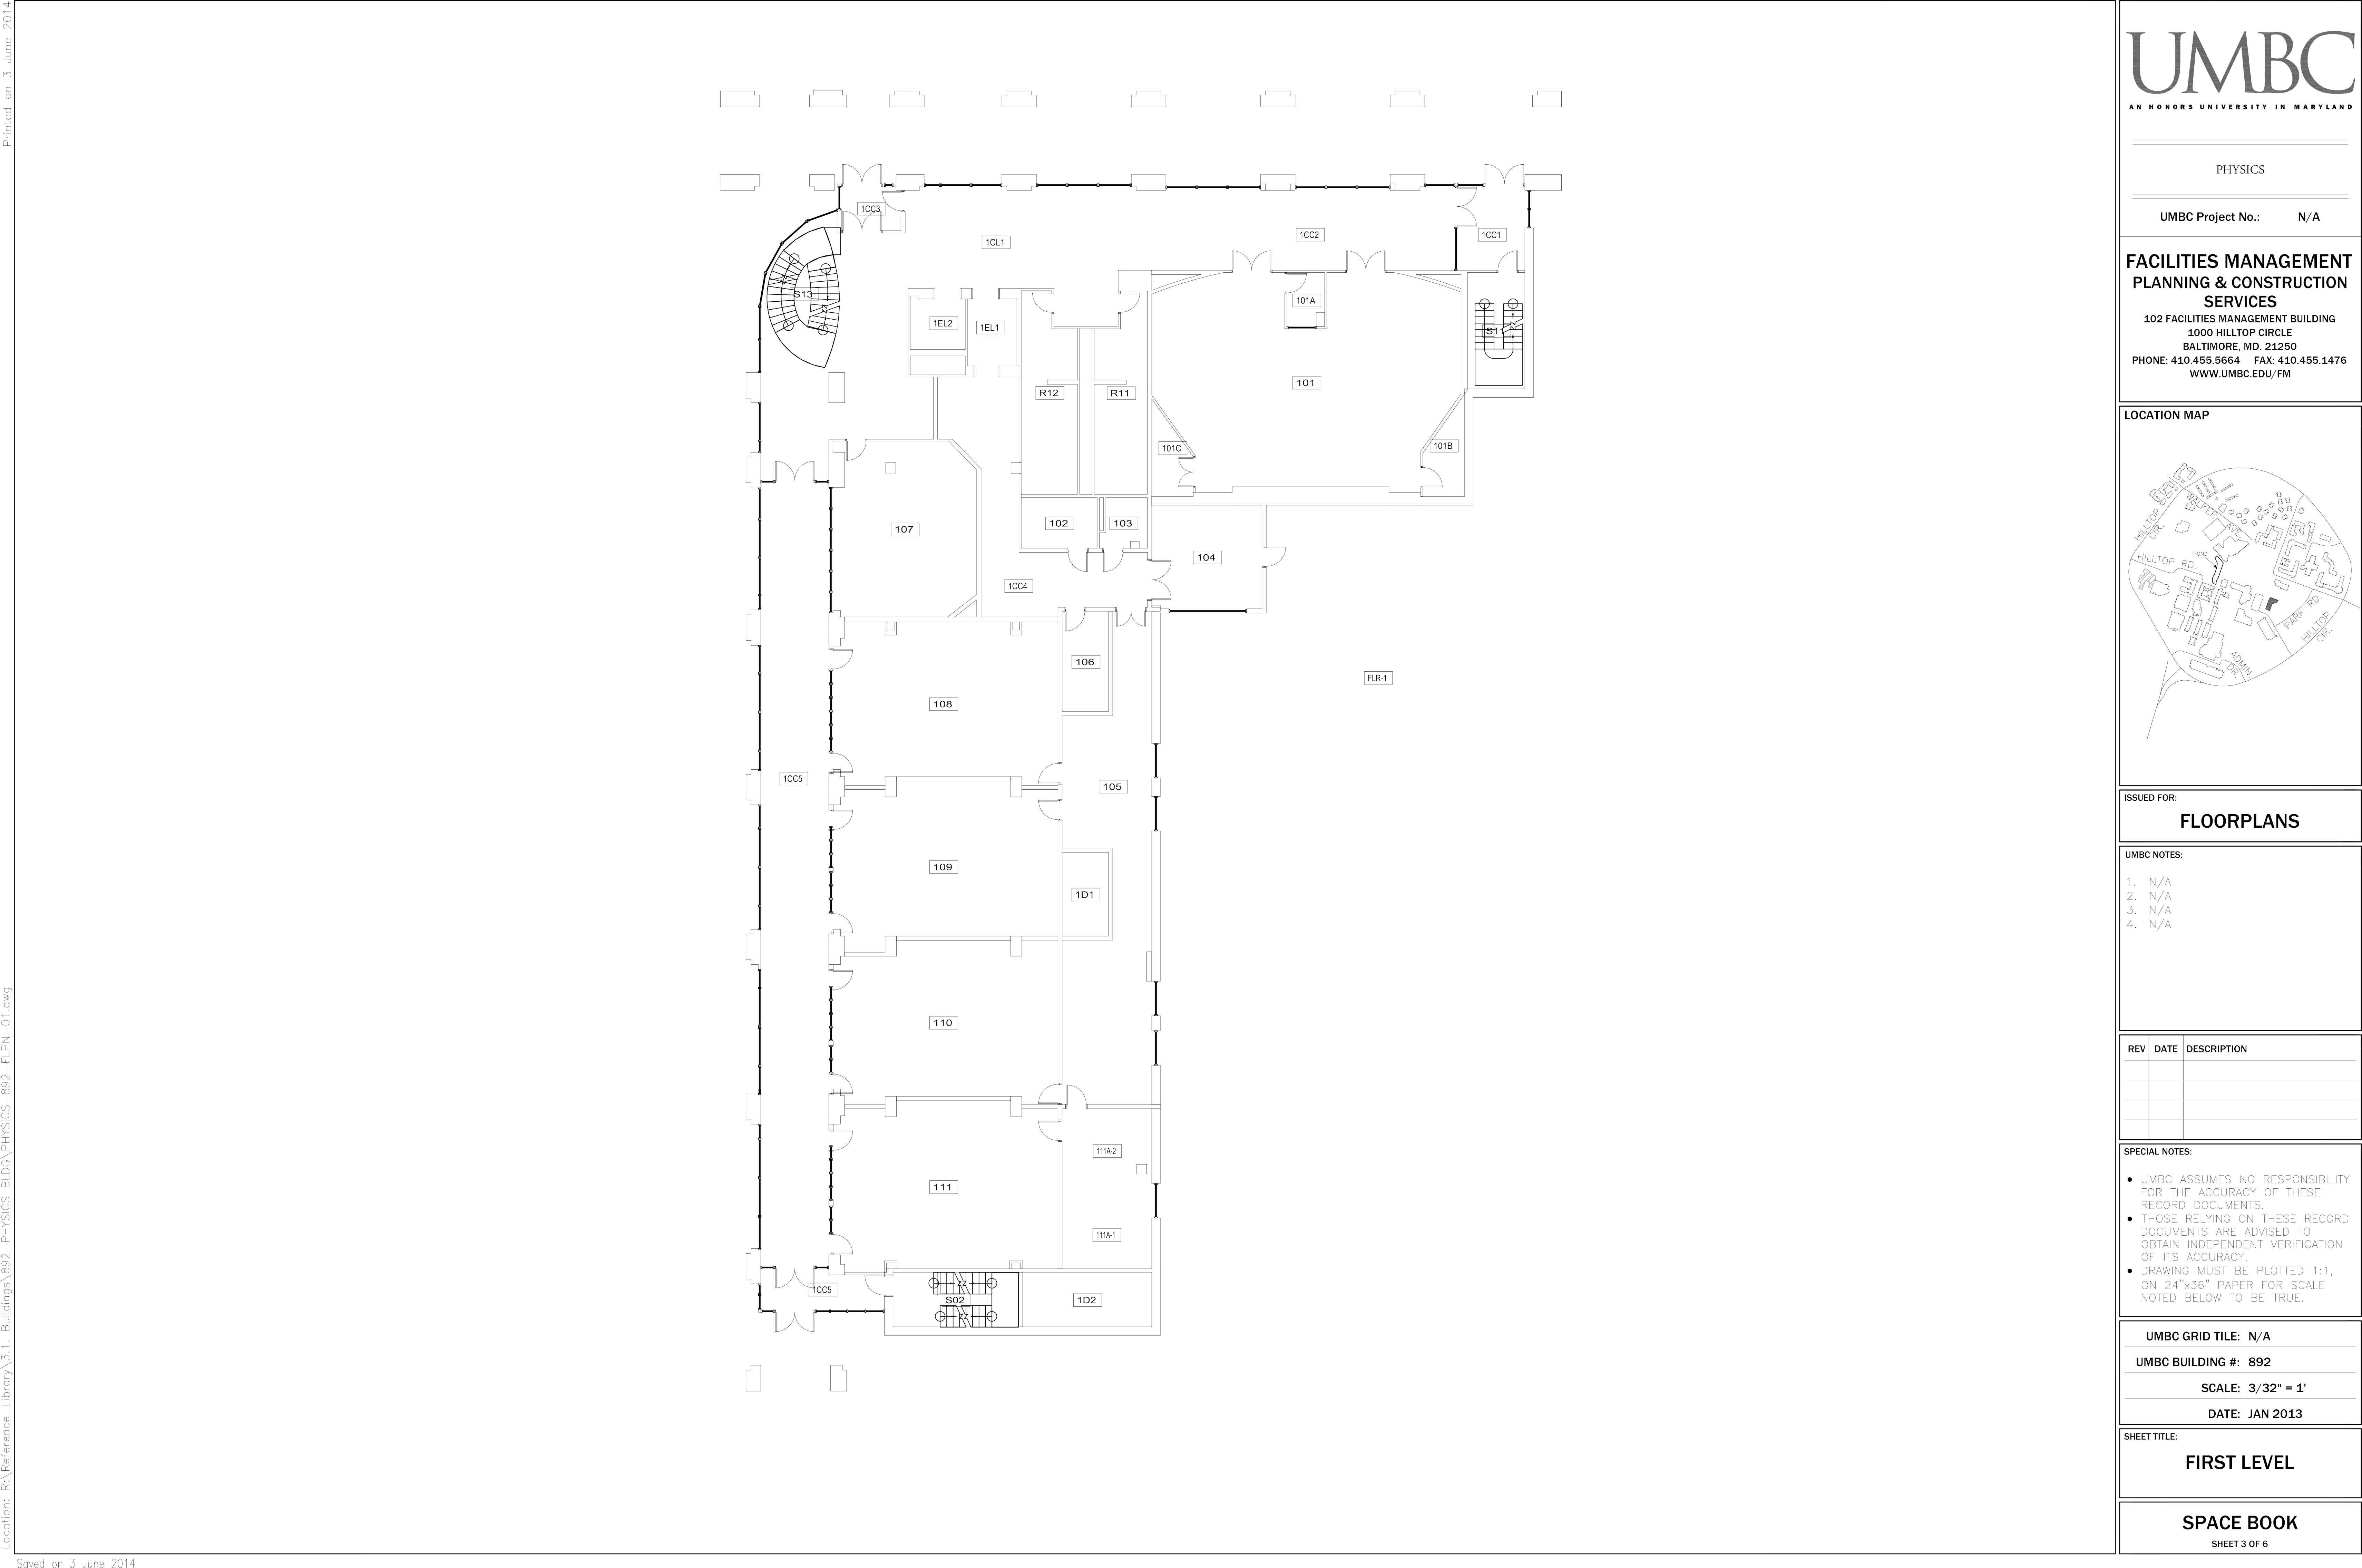 Printed on 3 June 2014
Location: R:\Reference_Library\3.1. Buildings\892-PHYSICS BLDG\PHYSICS-892-FLPN-01.dwg
Saved on 3 June 2014
1CC3
1CL1
1CC2
1CC1
S13
1EL2
1EL1
101A
S11
R12
R11
101
101C
101B
107
102
103
104
1CC4
106
FLR-1
108
1CC5
105
109
1D1
110
111A-2
111
111A-1
1CC5
S02
1D2
UMBC
AN HONORS UNIVERSITY IN MARYLAND
PHYSICS
UMBC Project No.: N/A
FACILITIES MANAGEMENT
PLANNING & CONSTRUCTION
SERVICES
102 FACILITIES MANAGEMENT BUILDING
1000 HILLTOP CIRCLE
BALTIMORE, MD. 21250
PHONE: 410.455.5664 FAX: 410.455.1476
WWW.UMBC.EDU/FM
LOCATION MAP
HILLTOP CIR.
WALKER AVE.
POND
HILLTOP RD.
PARK RD.
HILLTOP CIR.
ADMIN. DR.
ISSUED FOR:
FLOORPLANS
UMBC NOTES:
1. N/A
2. N/A
3. N/A
4. N/A
REV DATE DESCRIPTION
SPECIAL NOTES:
● UMBC ASSUMES NO RESPONSIBILITY
FOR THE ACCURACY OF THESE
RECORD DOCUMENTS.
● THOSE RELYING ON THESE RECORD
DOCUMENTS ARE ADVISED TO
OBTAIN INDEPENDENT VERIFICATION
OF ITS ACCURACY.
● DRAWING MUST BE PLOTTED 1:1,
ON 24"x36" PAPER FOR SCALE
NOTED BELOW TO BE TRUE.
UMBC GRID TILE: N/A
UMBC BUILDING #: 892
SCALE: 3/32" = 1'
DATE: JAN 2013
SHEET TITLE:
FIRST LEVEL
SPACE BOOK
SHEET 3 OF 6